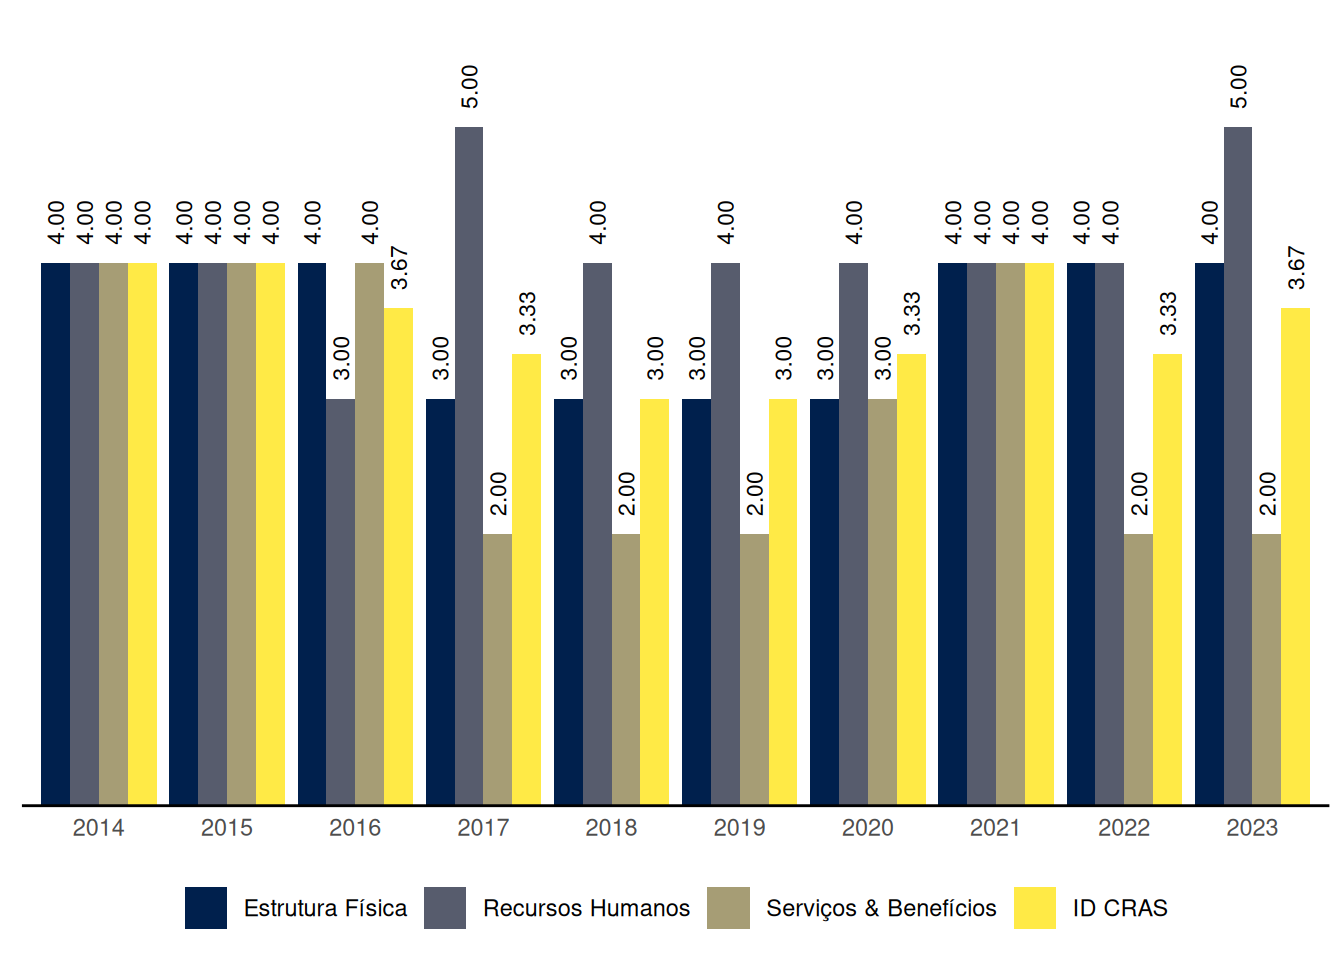 5.00 5.00
4.00 4.00 4.00 4.00 4.00 4.00 4.00 4.00 4.00 4.00 4.00 4.00 4.00 4.00 4.00 4.00 4.00 4.00 4.00 4.00
3.67 3.67
3.33 3.33 3.33
3.00 3.00 3.00 3.00 3.00 3.00 3.00 3.00
2.00 2.00 2.00 2.00 2.00
2014 2015 2016 2017 2018 2019 2020 2021 2022 2023
Estrutura Física Recursos Humanos Serviços & Benefícios ID CRAS